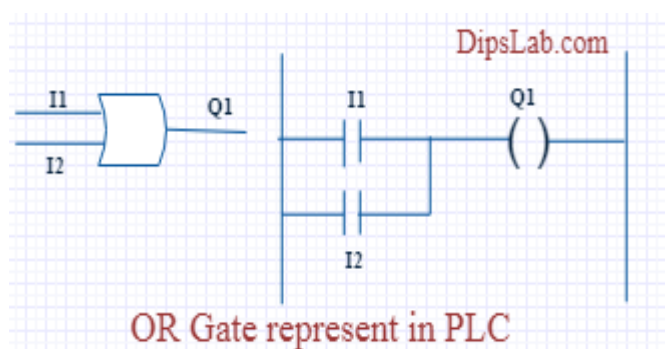 DipsLab.com
I1
I2
Q1
I1
Q1
I2
OR Gate represent in PLC